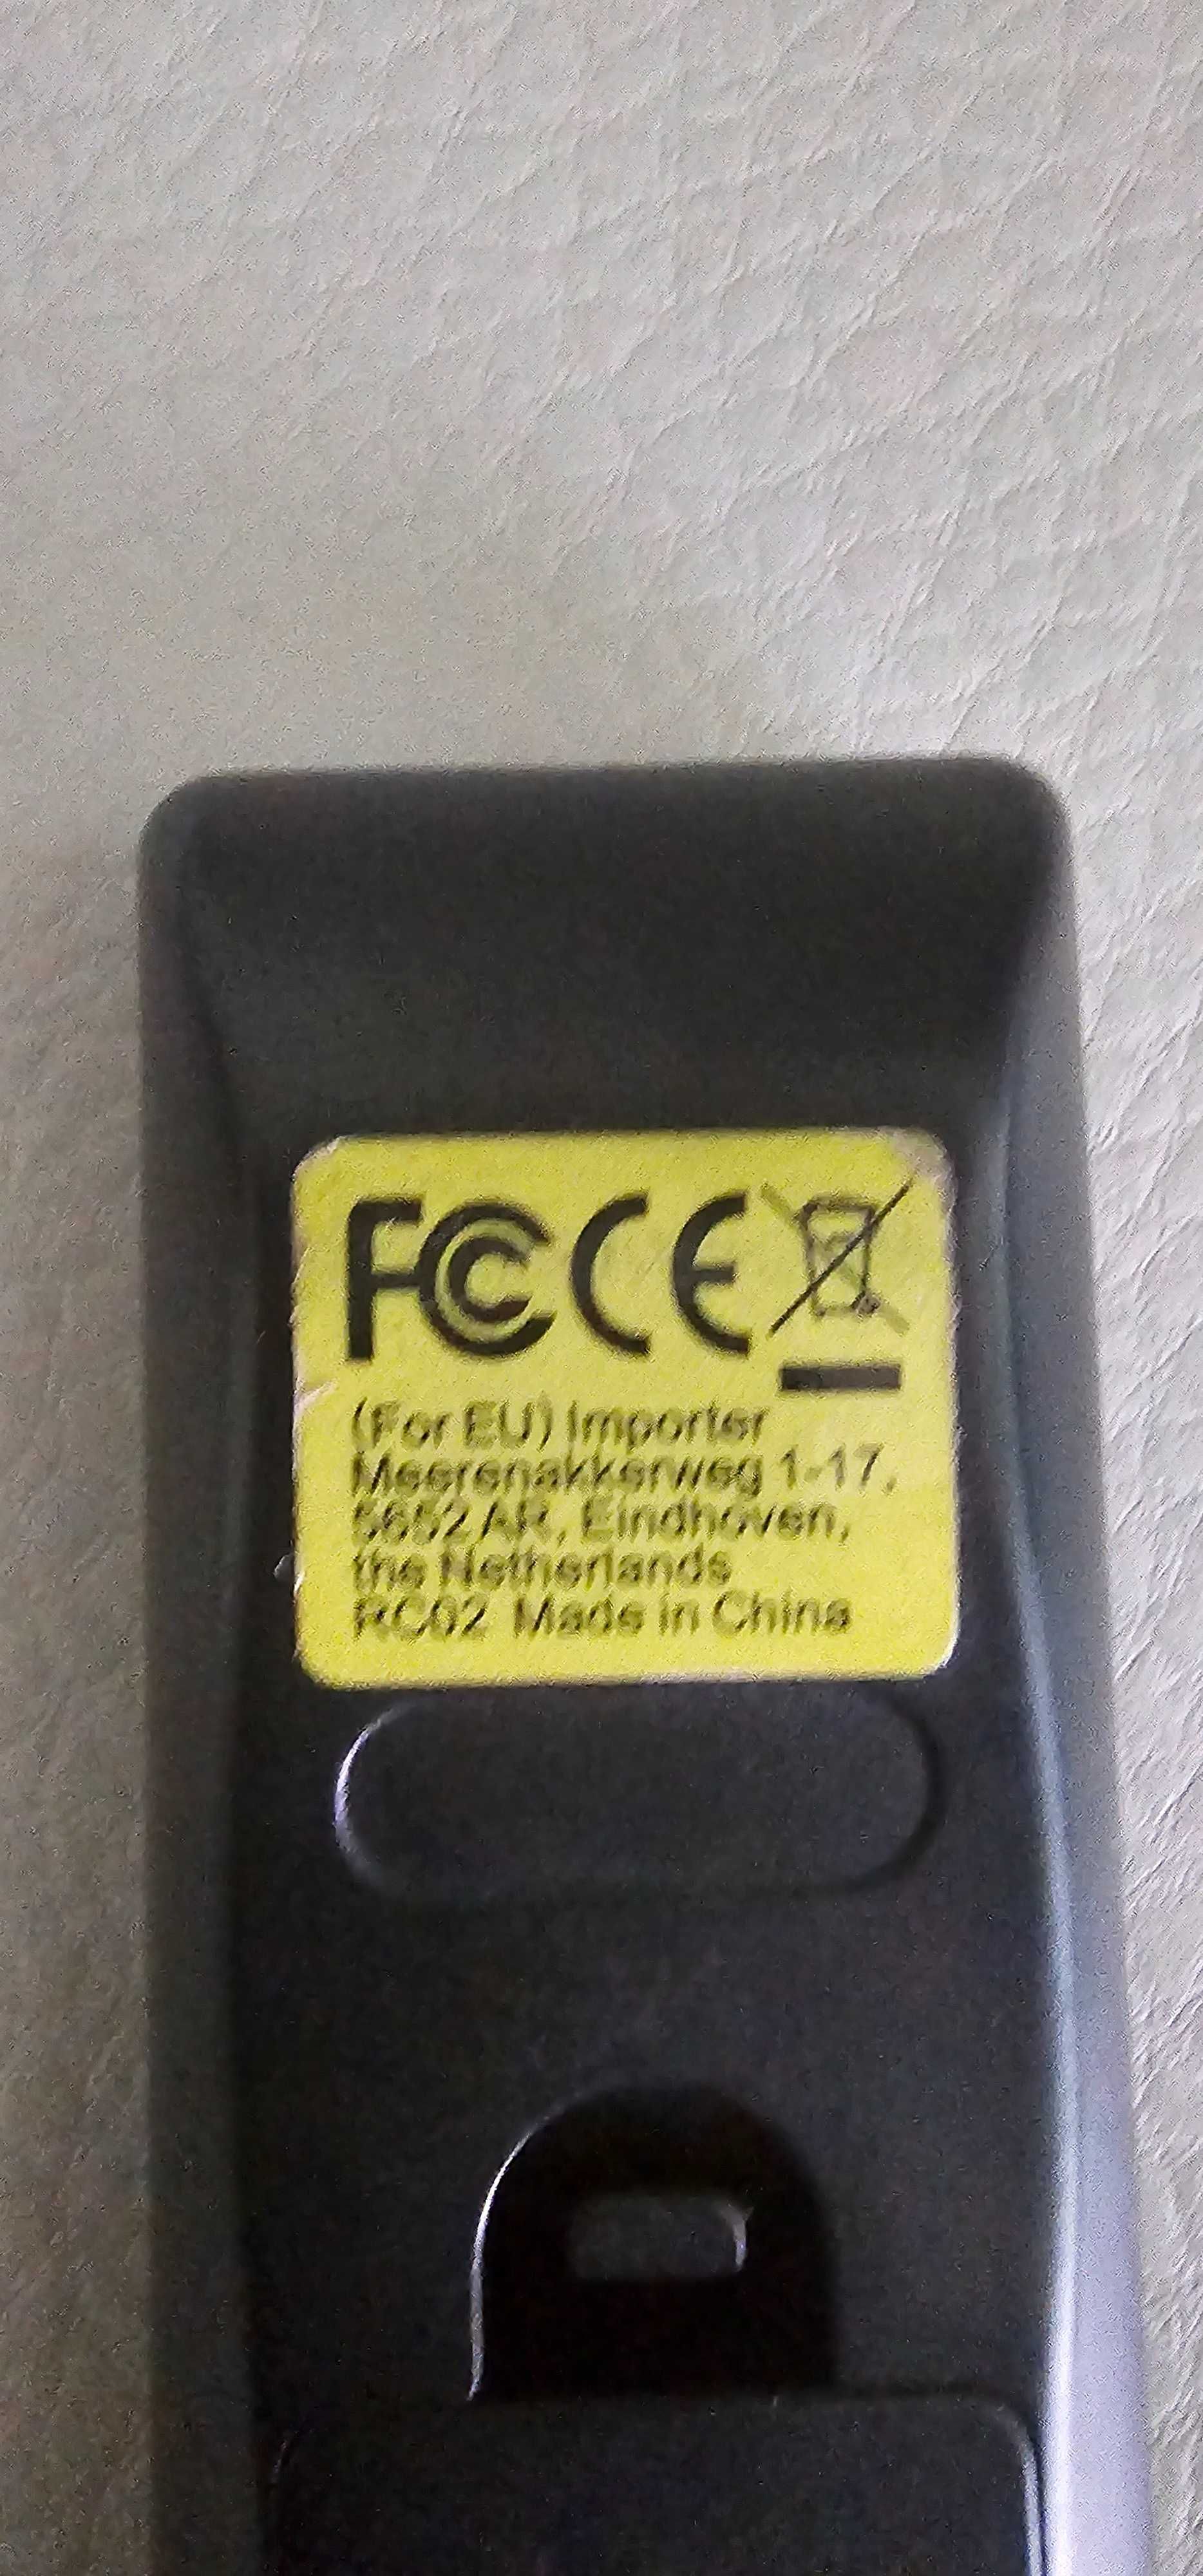 FC CE
(For EU) Importer
Meerenakkerweg 1-17,
5652 AR, Eindhoven,
the Netherlands
RC02 Made in China